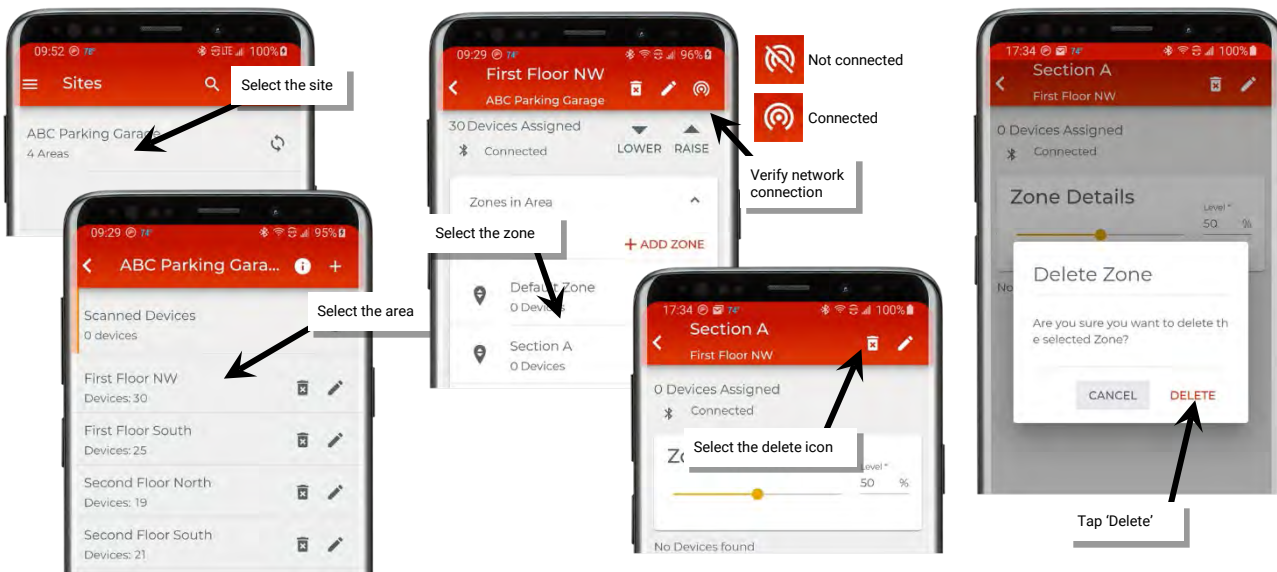 09:52 78° LTE 100%
Sites
Select the site
ABC Parking Garage
4 Areas
09:29 74° 95%
ABC Parking Gara...
Scanned Devices
0 devices
Select the area
First Floor NW
Devices: 30
First Floor South
Devices: 25
Second Floor North
Devices: 19
Second Floor South
Devices: 21
09:29 74° 96%
First Floor NW
ABC Parking Garage
30 Devices Assigned
Connected
LOWER RAISE
Zones in Area
Select the zone
+ ADD ZONE
Default Zone
0 Devices
Section A
0 Devices
Not connected
Connected
Verify network
connection
17:34 74° 100%
Section A
First Floor NW
0 Devices Assigned
Connected
Select the delete icon
Level *
50 %
No Devices found
17:34 74° 100%
Section A
First Floor NW
0 Devices Assigned
Connected
Zone Details
Level *
50 %
Delete Zone
Are you sure you want to delete th
e selected Zone?
CANCEL DELETE
Tap ‘Delete’